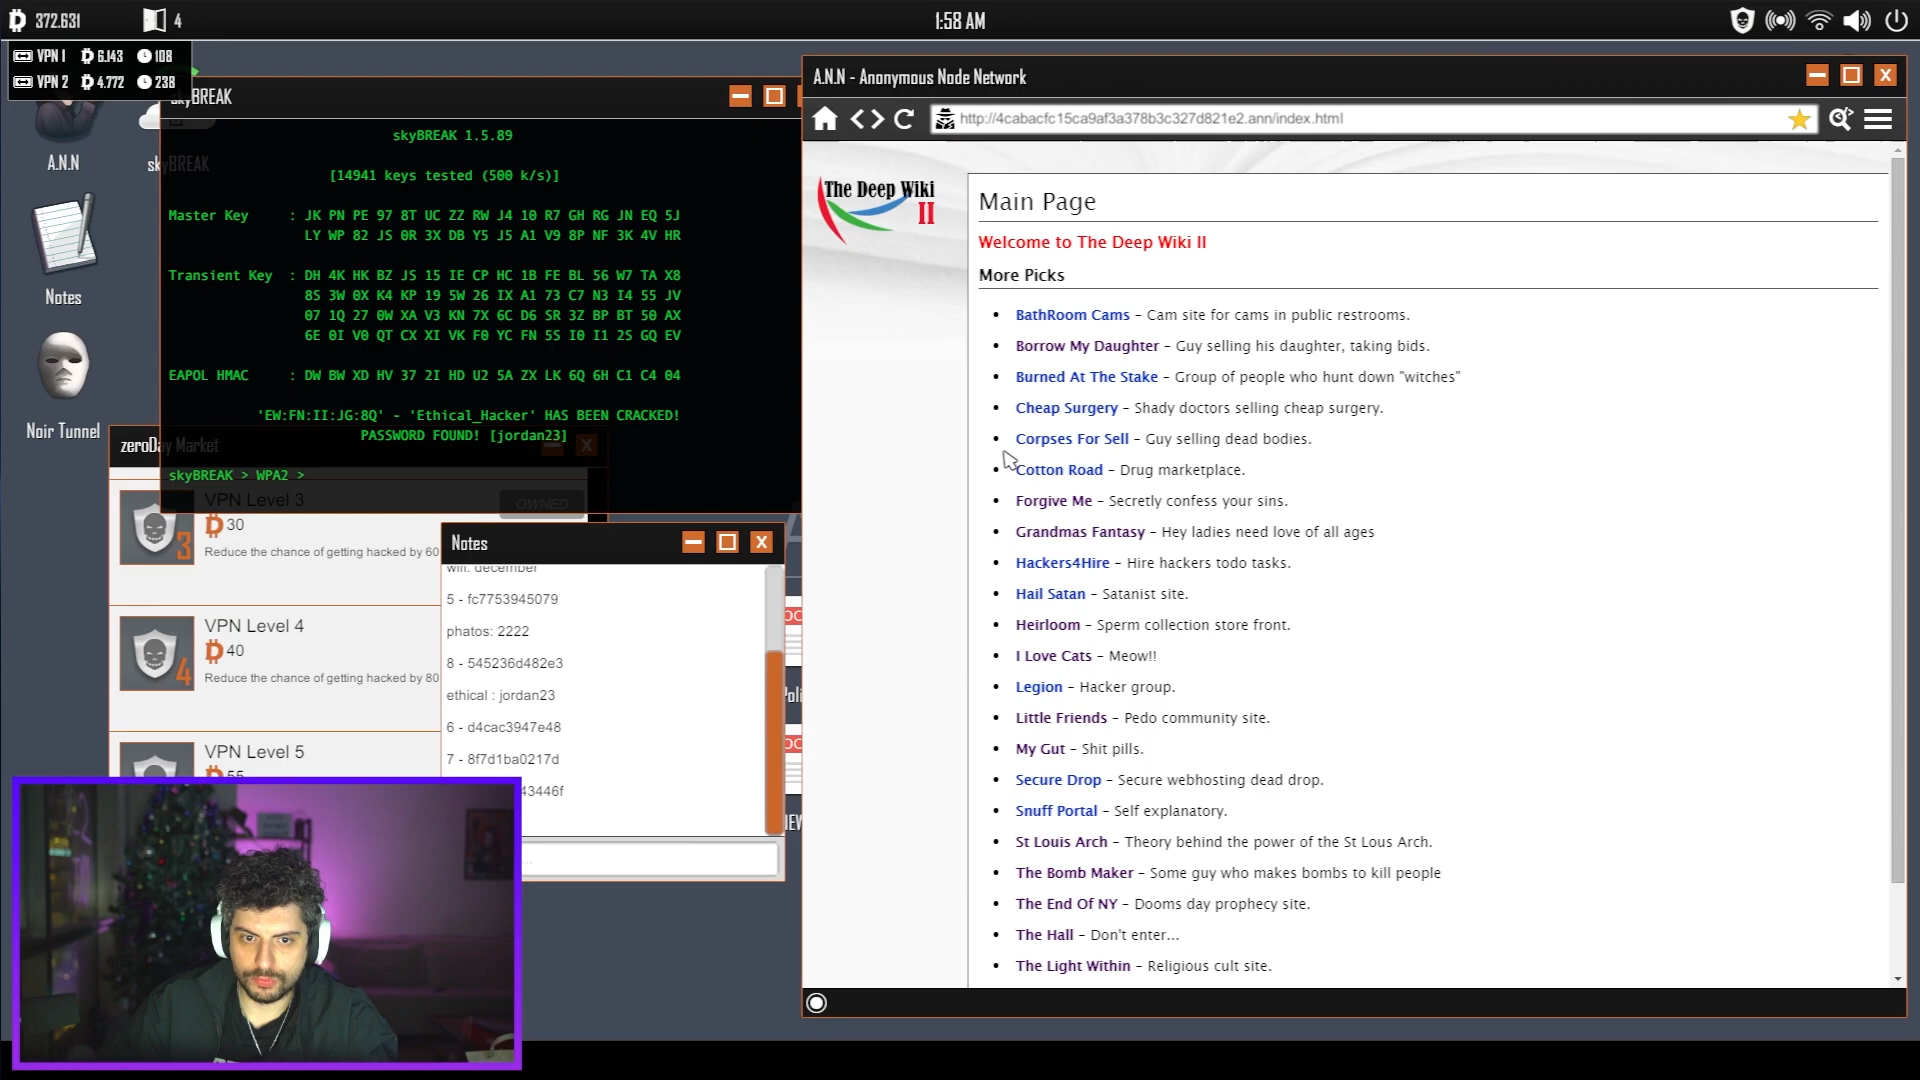 372.631
4
1:58 AM
VPN 1 6.143 108
VPN 2 4.772 238
A.N.N
skyBREAK
Notes
Noir Tunnel
skyBREAK
skyBREAK 1.5.89
[14941 keys tested (500 k/s)]
Master Key : JK PN PE 97 8T UC ZZ RW J4 10 R7 GH RG JN EQ 5J
LY WP 82 JS 0R 3X DB Y5 J5 A1 V9 8P NF 3K 4V HR
Transient Key : DH 4K HK BZ JS 15 IE CP HC 1B FE BL 56 W7 TA X8
8S 3W 0X K4 KP 19 5W 26 IX A1 73 C7 N3 I4 55 JV
07 1Q 27 0W XA V3 KN 7X 6C D6 SR 3Z BP BT 50 AX
6E 0I V0 QT CX XI VK F0 YC FN 5S I0 I1 2S GQ EV
EAPOL HMAC : DW BW XD HV 37 2I HD U2 5A ZX LK 6Q 6H C1 C4 04
'EW:FN:II:JG:8Q' - 'Ethical_Hacker' HAS BEEN CRACKED!
PASSWORD FOUND! [jordan23]
skyBREAK > WPA2 >
zeroDay Market
VPN Level 3
30
OWNED
Reduce the chance of getting hacked by 60
VPN Level 4
40
Reduce the chance of getting hacked by 80
VPN Level 5
55
3
4
Notes
will: december
5 - fc7753945079
phatos: 2222
8 - 545236d482e3
ethical : jordan23
6 - d4cac3947e48
7 - 8f7d1ba0217d
43446f
A.N.N - Anonymous Node Network
http://4cabacfc15ca9af3a378b3c327d821e2.ann/index.html
The Deep Wiki
II
Main Page
Welcome to The Deep Wiki II
More Picks
BathRoom Cams - Cam site for cams in public restrooms.
Borrow My Daughter - Guy selling his daughter, taking bids.
Burned At The Stake - Group of people who hunt down "witches"
Cheap Surgery - Shady doctors selling cheap surgery.
Corpses For Sell - Guy selling dead bodies.
Cotton Road - Drug marketplace.
Forgive Me - Secretly confess your sins.
Grandmas Fantasy - Hey ladies need love of all ages
Hackers4Hire - Hire hackers todo tasks.
Hail Satan - Satanist site.
Heirloom - Sperm collection store front.
I Love Cats - Meow!!
Legion - Hacker group.
Little Friends - Pedo community site.
My Gut - Shit pills.
Secure Drop - Secure webhosting dead drop.
Snuff Portal - Self explanatory.
St Louis Arch - Theory behind the power of the St Lous Arch.
The Bomb Maker - Some guy who makes bombs to kill people
The End Of NY - Dooms day prophecy site.
The Hall - Don't enter...
The Light Within - Religious cult site.